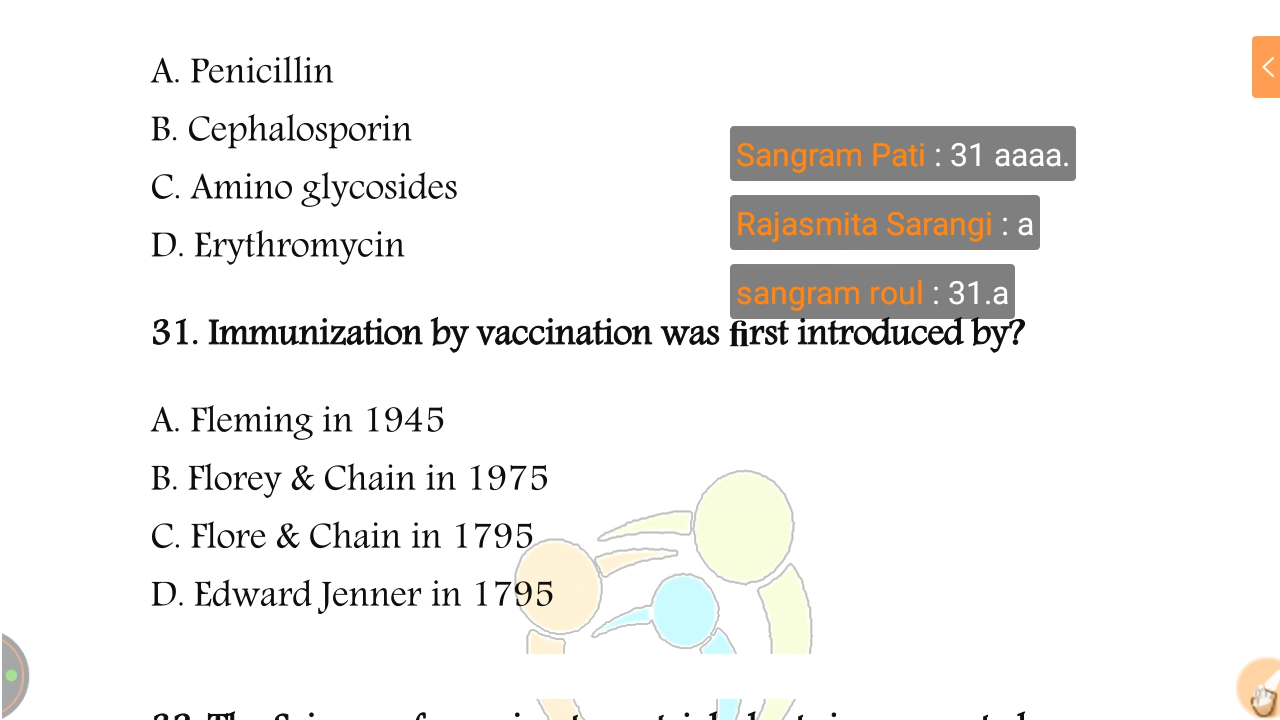 A. Penicillin
B. Cephalosporin
C. Amino glycosides
D. Erythromycin
Sangram Pati : 31 aaaa.
Rajasmita Sarangi : a
sangram roul : 31.a
31. Immunization by vaccination was first introduced by?
A. Fleming in 1945
B. Florey & Chain in 1975
C. Flore & Chain in 1795
D. Edward Jenner in 1795